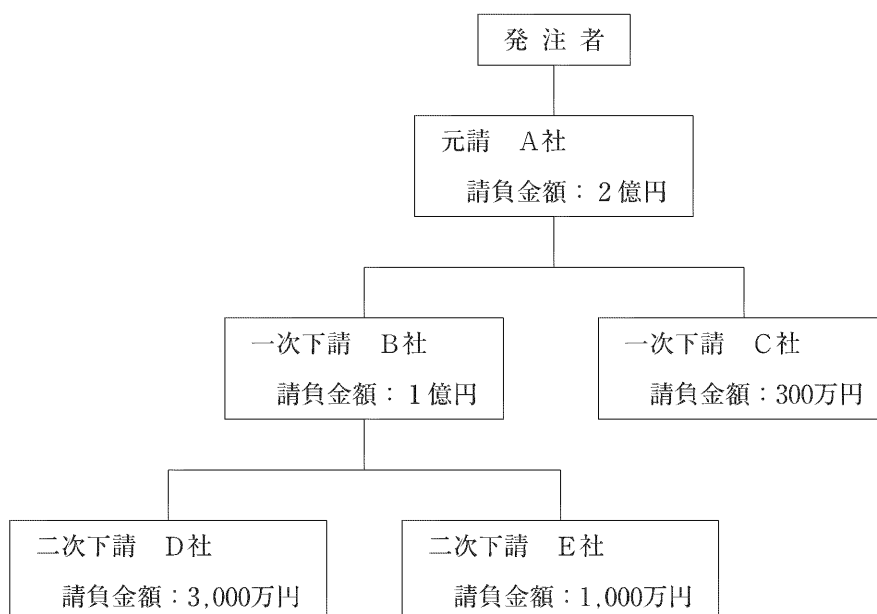 発注者
元請　A社
請負金額：2億円
一次下請　B社
請負金額：1億円
一次下請　C社
請負金額：300万円
二次下請　D社
請負金額：3,000万円
二次下請　E社
請負金額：1,000万円